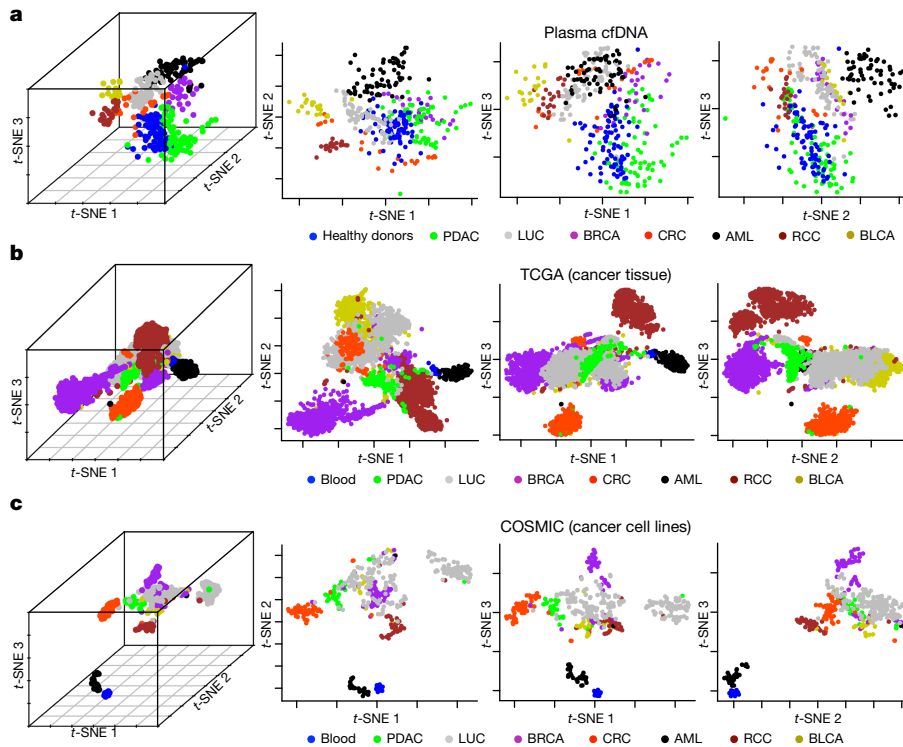 a
Plasma cfDNA
t-SNE 3
t-SNE 1
t-SNE 2
t-SNE 2
t-SNE 1
t-SNE 3
t-SNE 1
t-SNE 3
t-SNE 2
Healthy donors PDAC LUC BRCA CRC AML RCC BLCA
b
TCGA (cancer tissue)
t-SNE 3
t-SNE 1
t-SNE 2
t-SNE 2
t-SNE 1
t-SNE 3
t-SNE 1
t-SNE 3
t-SNE 2
Blood PDAC LUC BRCA CRC AML RCC BLCA
c
COSMIC (cancer cell lines)
t-SNE 3
t-SNE 1
t-SNE 2
t-SNE 2
t-SNE 1
t-SNE 3
t-SNE 1
t-SNE 3
t-SNE 2
Blood PDAC LUC BRCA CRC AML RCC BLCA